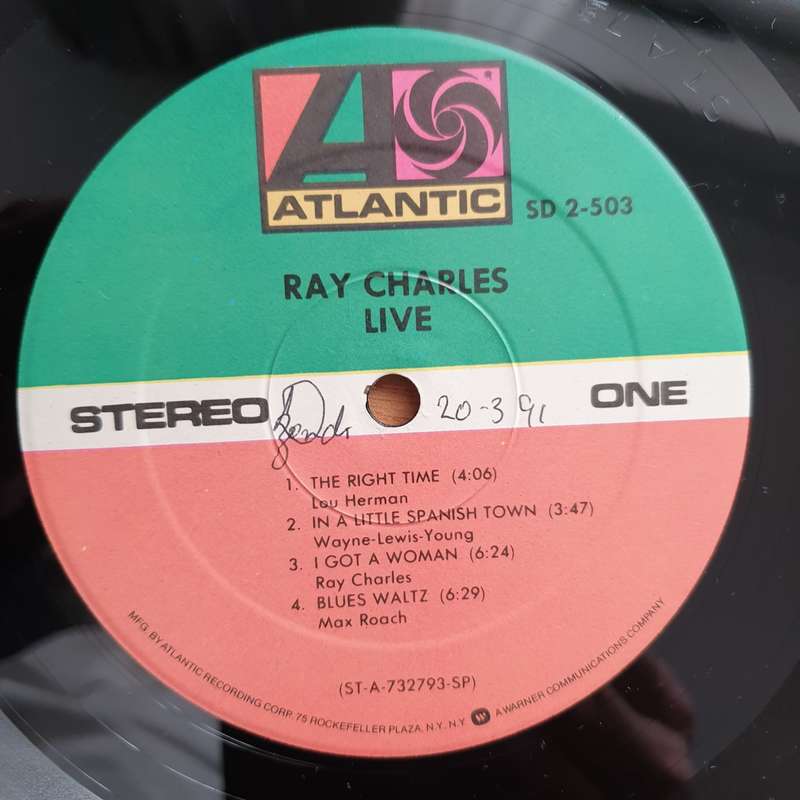 ATLANTIC
SD 2-503
RAY CHARLES
LIVE
STEREO 20-3 91 ONE
1. THE RIGHT TIME (4:06)
Lou Herman
2. IN A LITTLE SPANISH TOWN (3:47)
Wayne-Lewis-Young
3. I GOT A WOMAN (6:24)
Ray Charles
4. BLUES WALTZ (6:29)
Max Roach
(ST-A-732793-SP)
MFG. BY ATLANTIC RECORDING CORP. 75 ROCKEFELLER PLAZA, N.Y. N.Y. A WARNER COMMUNICATIONS COMPANY